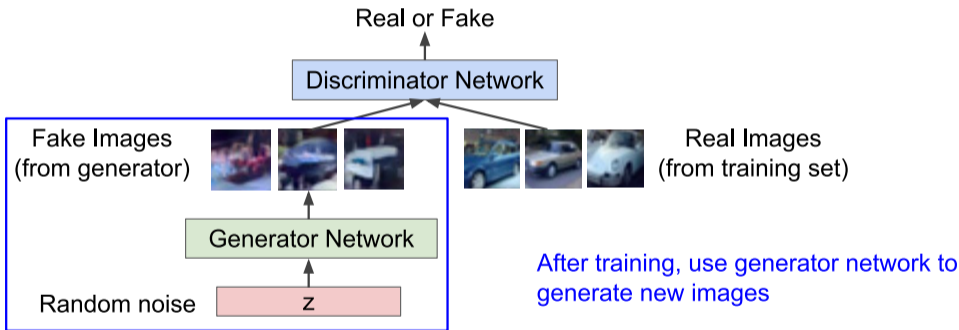 Real or Fake
Discriminator Network
Fake Images
(from generator)
Real Images
(from training set)
Generator Network
After training, use generator network to
generate new images
Random noise
z